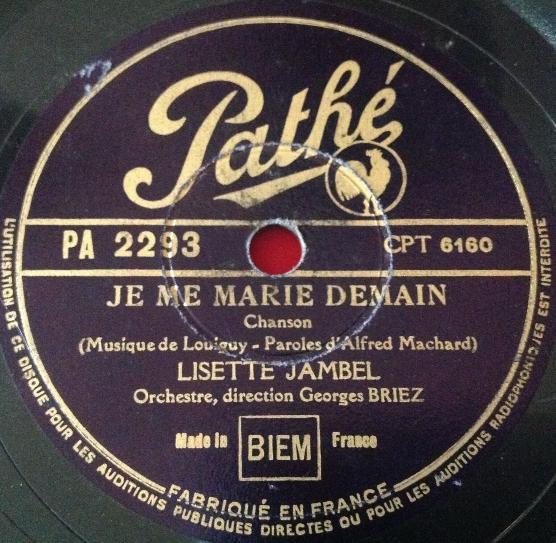 Pathé
PA 2293
CPT 6160
JE ME MARIE DEMAIN
Chanson
(Musique de Louiguy - Paroles d'Alfred Machard)
LISETTE JAMBEL
Orchestre, direction Georges BRIEZ
Made in BIEM France
FABRIQUÉ EN FRANCE
L'UTILISATION DE CE DISQUE POUR LES AUDITIONS PUBLIQUES DIRECTES OU POUR LES AUDITIONS RADIOPHONIQUES EST INTERDITE